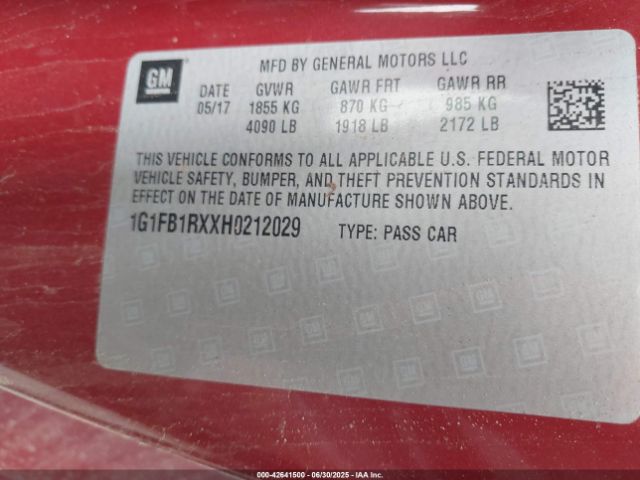 GM
MFD BY GENERAL MOTORS LLC
DATE GVWR GAWR FRT GAWR RR
05/17 1855 KG 870 KG 985 KG
4090 LB 1918 LB 2172 LB
THIS VEHICLE CONFORMS TO ALL APPLICABLE U.S. FEDERAL MOTOR
VEHICLE SAFETY, BUMPER, AND THEFT PREVENTION STANDARDS IN
EFFECT ON THE DATE OF MANUFACTURE SHOWN ABOVE.
1G1FB1RXXH0212029 TYPE: PASS CAR
000-42641500 - 06/30/2025 - IAA Inc.